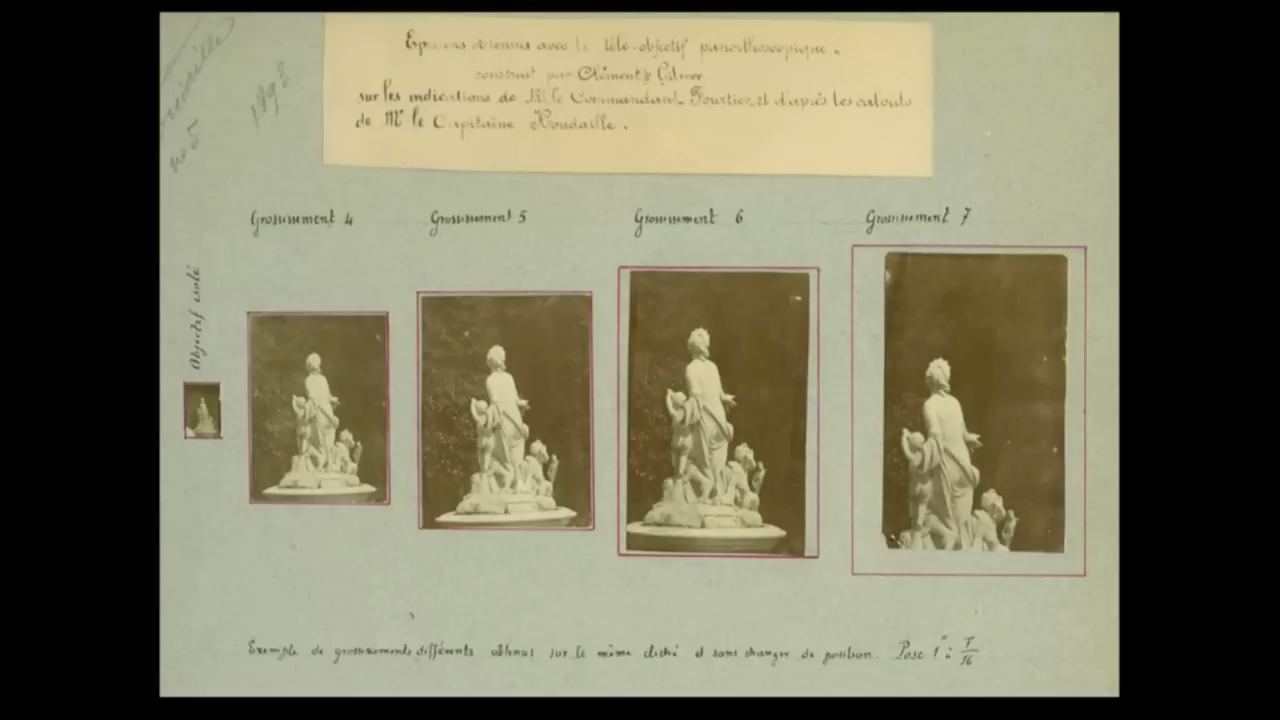 1898
no 5
Epreuves obtenues avec le télé-objectif panorthoscopique.
construit par Clément & Gilmer
sur les indications de Mr le Commandant Fourtier, et d'après les calculs
de Mr le Capitaine Houdaille.
Grossissement 4
Grossissement 5
Grossissement 6
Grossissement 7
Objectif isolé
Exemple de grossissements différents obtenus sur le même cliché et sans changer de position. Pose 1" à F/16